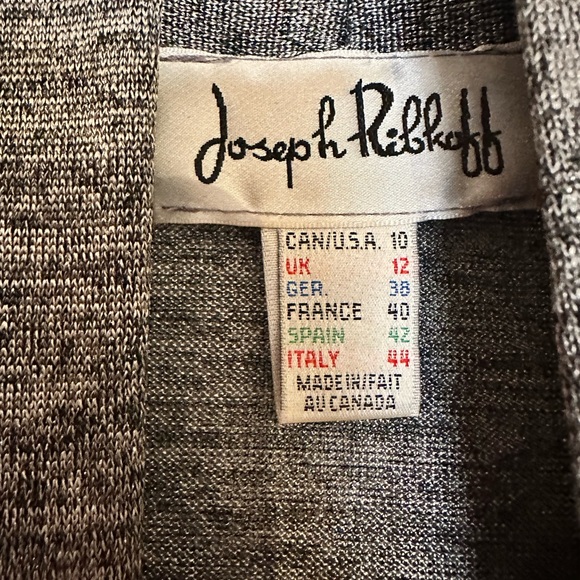 Joseph Ribkoff
CAN/U.S.A. 10
UK 12
GER. 38
FRANCE 40
SPAIN 42
ITALY 44
MADE IN/FAIT
AU CANADA